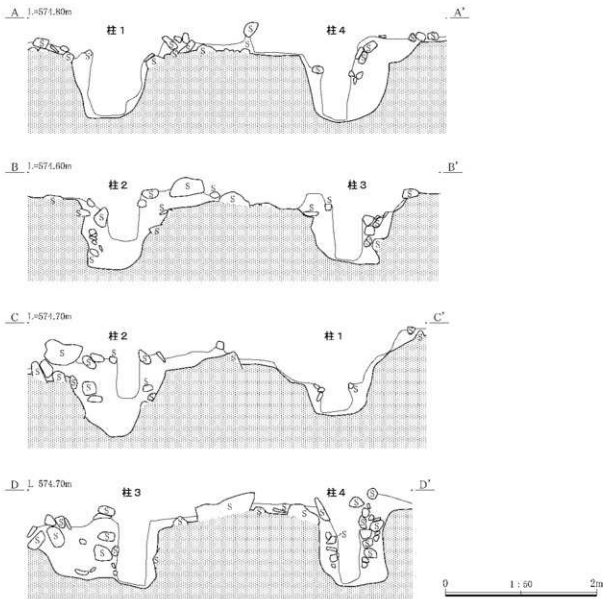 A L=574.80m A'
柱1 柱4
S S S S S S S S
B L=574.60m B'
柱2 柱3
S S S S S S S S S S
C L=574.70m C'
柱2 柱1
S S S S S S S S S S
D L 574.70m D'
柱3 柱4
S S S S S S S S S S S
0 1:50 2m